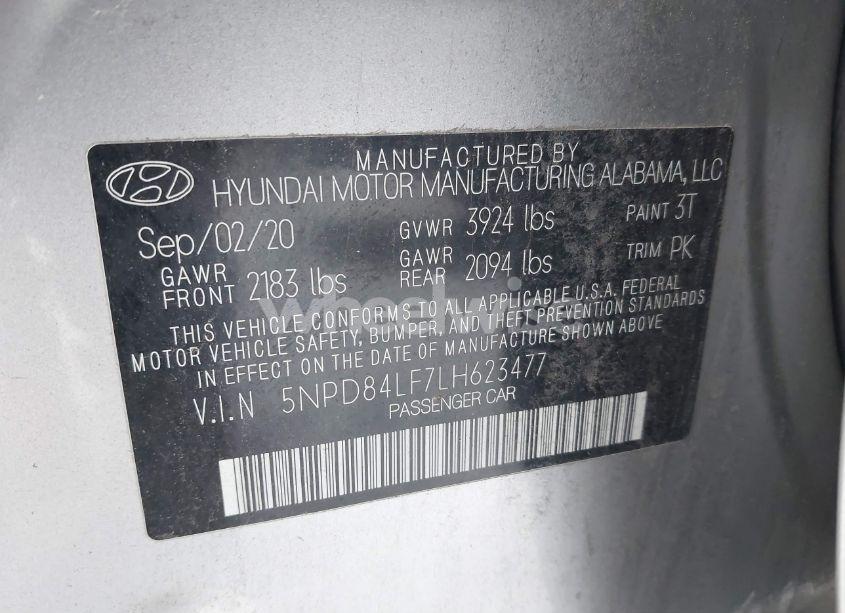 MANUFACTURED BY
HYUNDAI MOTOR MANUFACTURING ALABAMA, LLC
Sep/02/20 GVWR 3924 lbs PAINT 3T
GAWR FRONT 2183 lbs GAWR REAR 2094 lbs TRIM PK
THIS VEHICLE CONFORMS TO ALL APPLICABLE U.S.A. FEDERAL
MOTOR VEHICLE SAFETY, BUMPER, AND THEFT PREVENTION STANDARDS
IN EFFECT ON THE DATE OF MANUFACTURE SHOWN ABOVE
V.I.N 5NPD84LF7LH623477
PASSENGER CAR